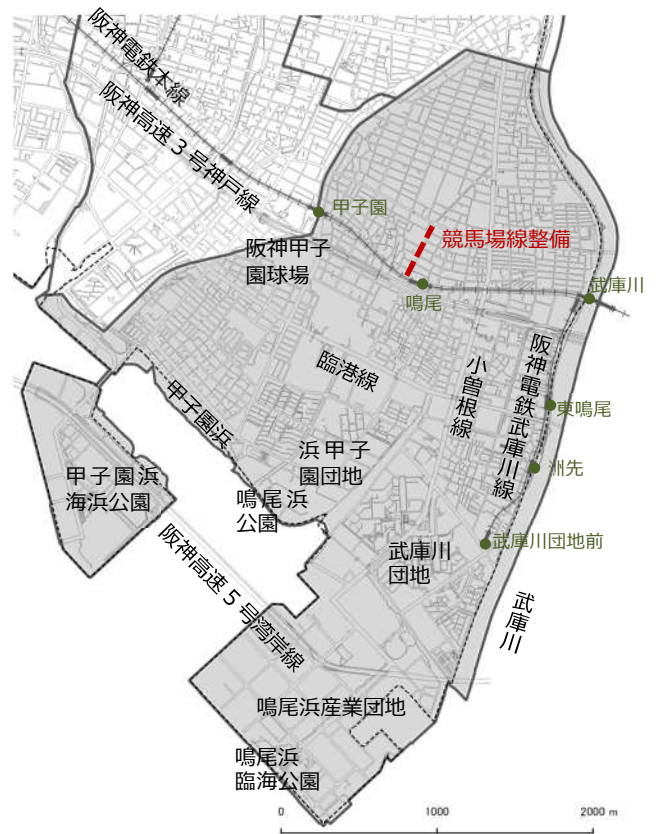 阪神電鉄本線
阪神高速3号神戸線
甲子園
競馬場線整備
阪神甲子
園球場
鳴尾
武庫川
臨港線
小曽根線
阪神電鉄武庫川線
東鳴尾
甲子園浜
浜甲子
園団地
洲先
甲子園浜
海浜公園
鳴尾浜
公園
武庫川
団地
武庫川団地前
阪神高速5号湾岸線
武庫川
鳴尾浜産業団地
鳴尾浜
臨海公園
0 1000 2000 m